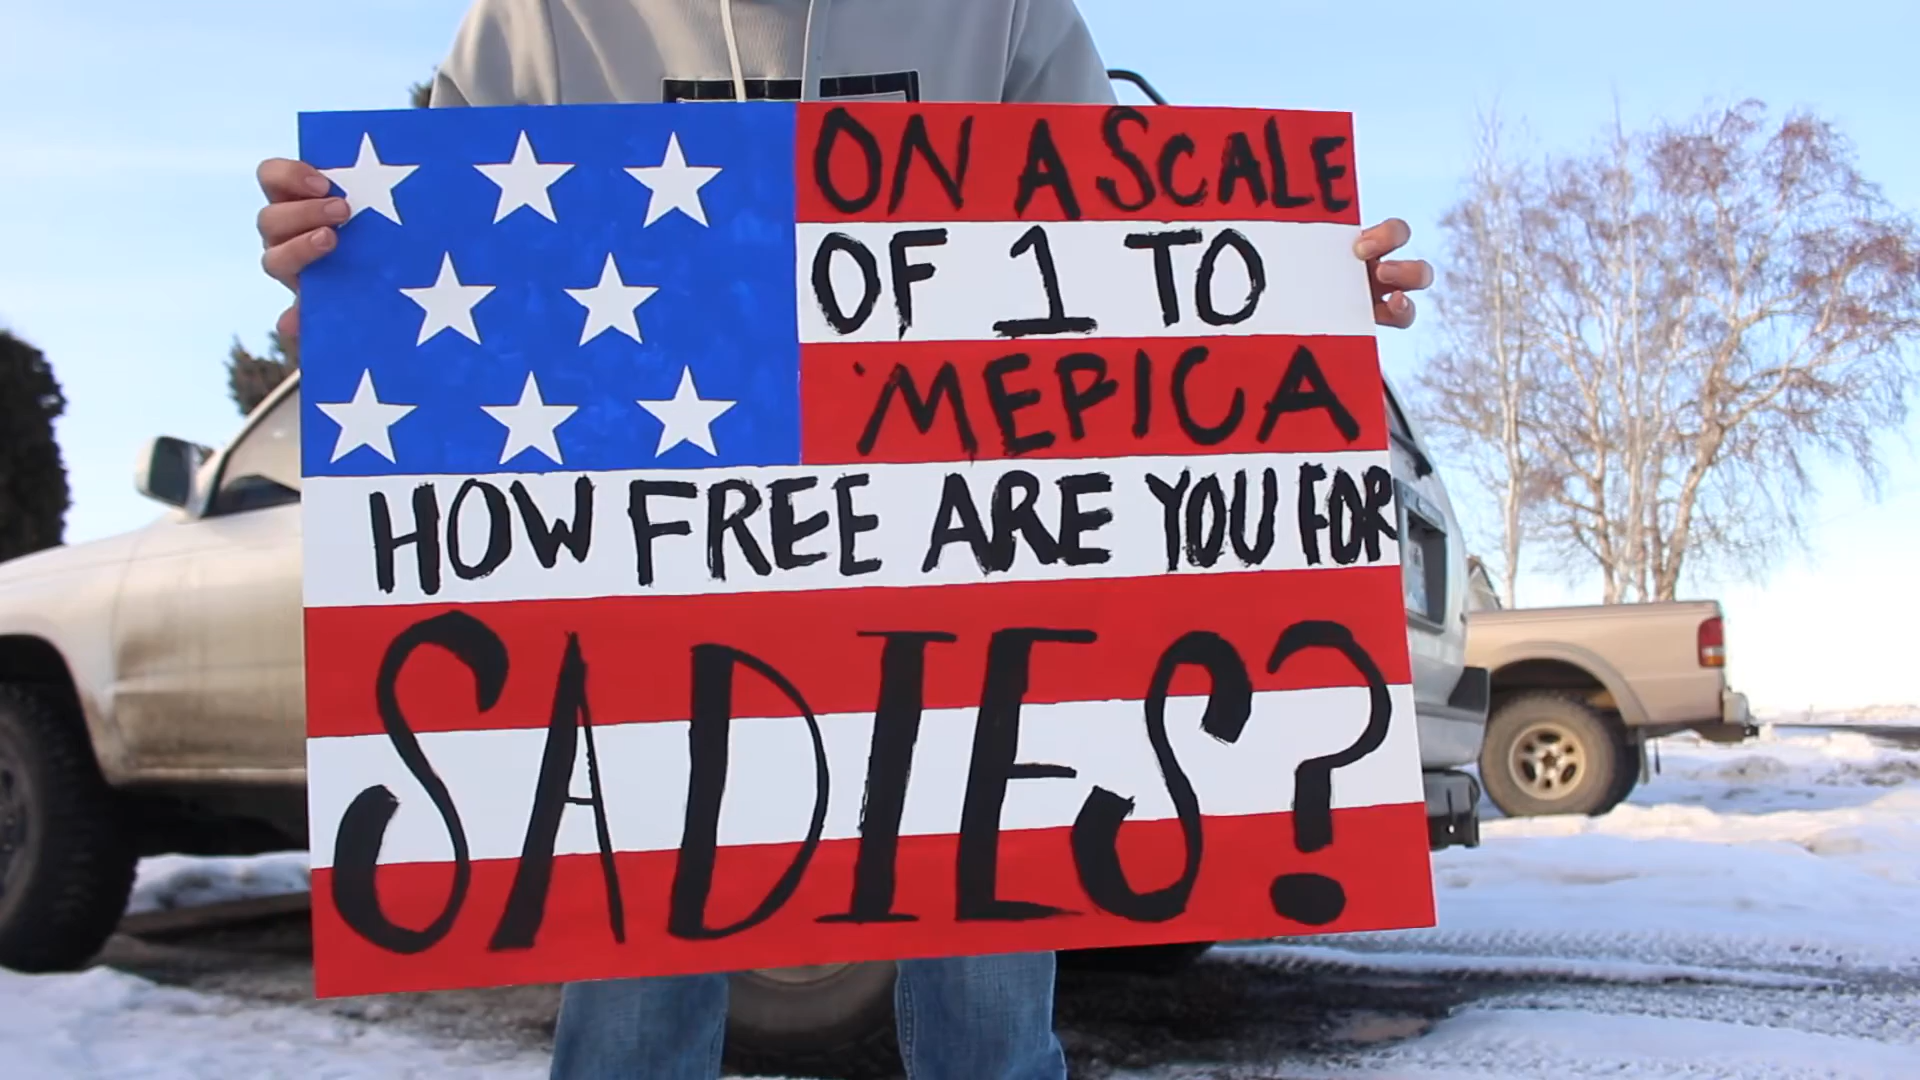 ON A SCALE
OF 1 TO
'MERICA
HOW FREE ARE YOU FOR
SADIES?